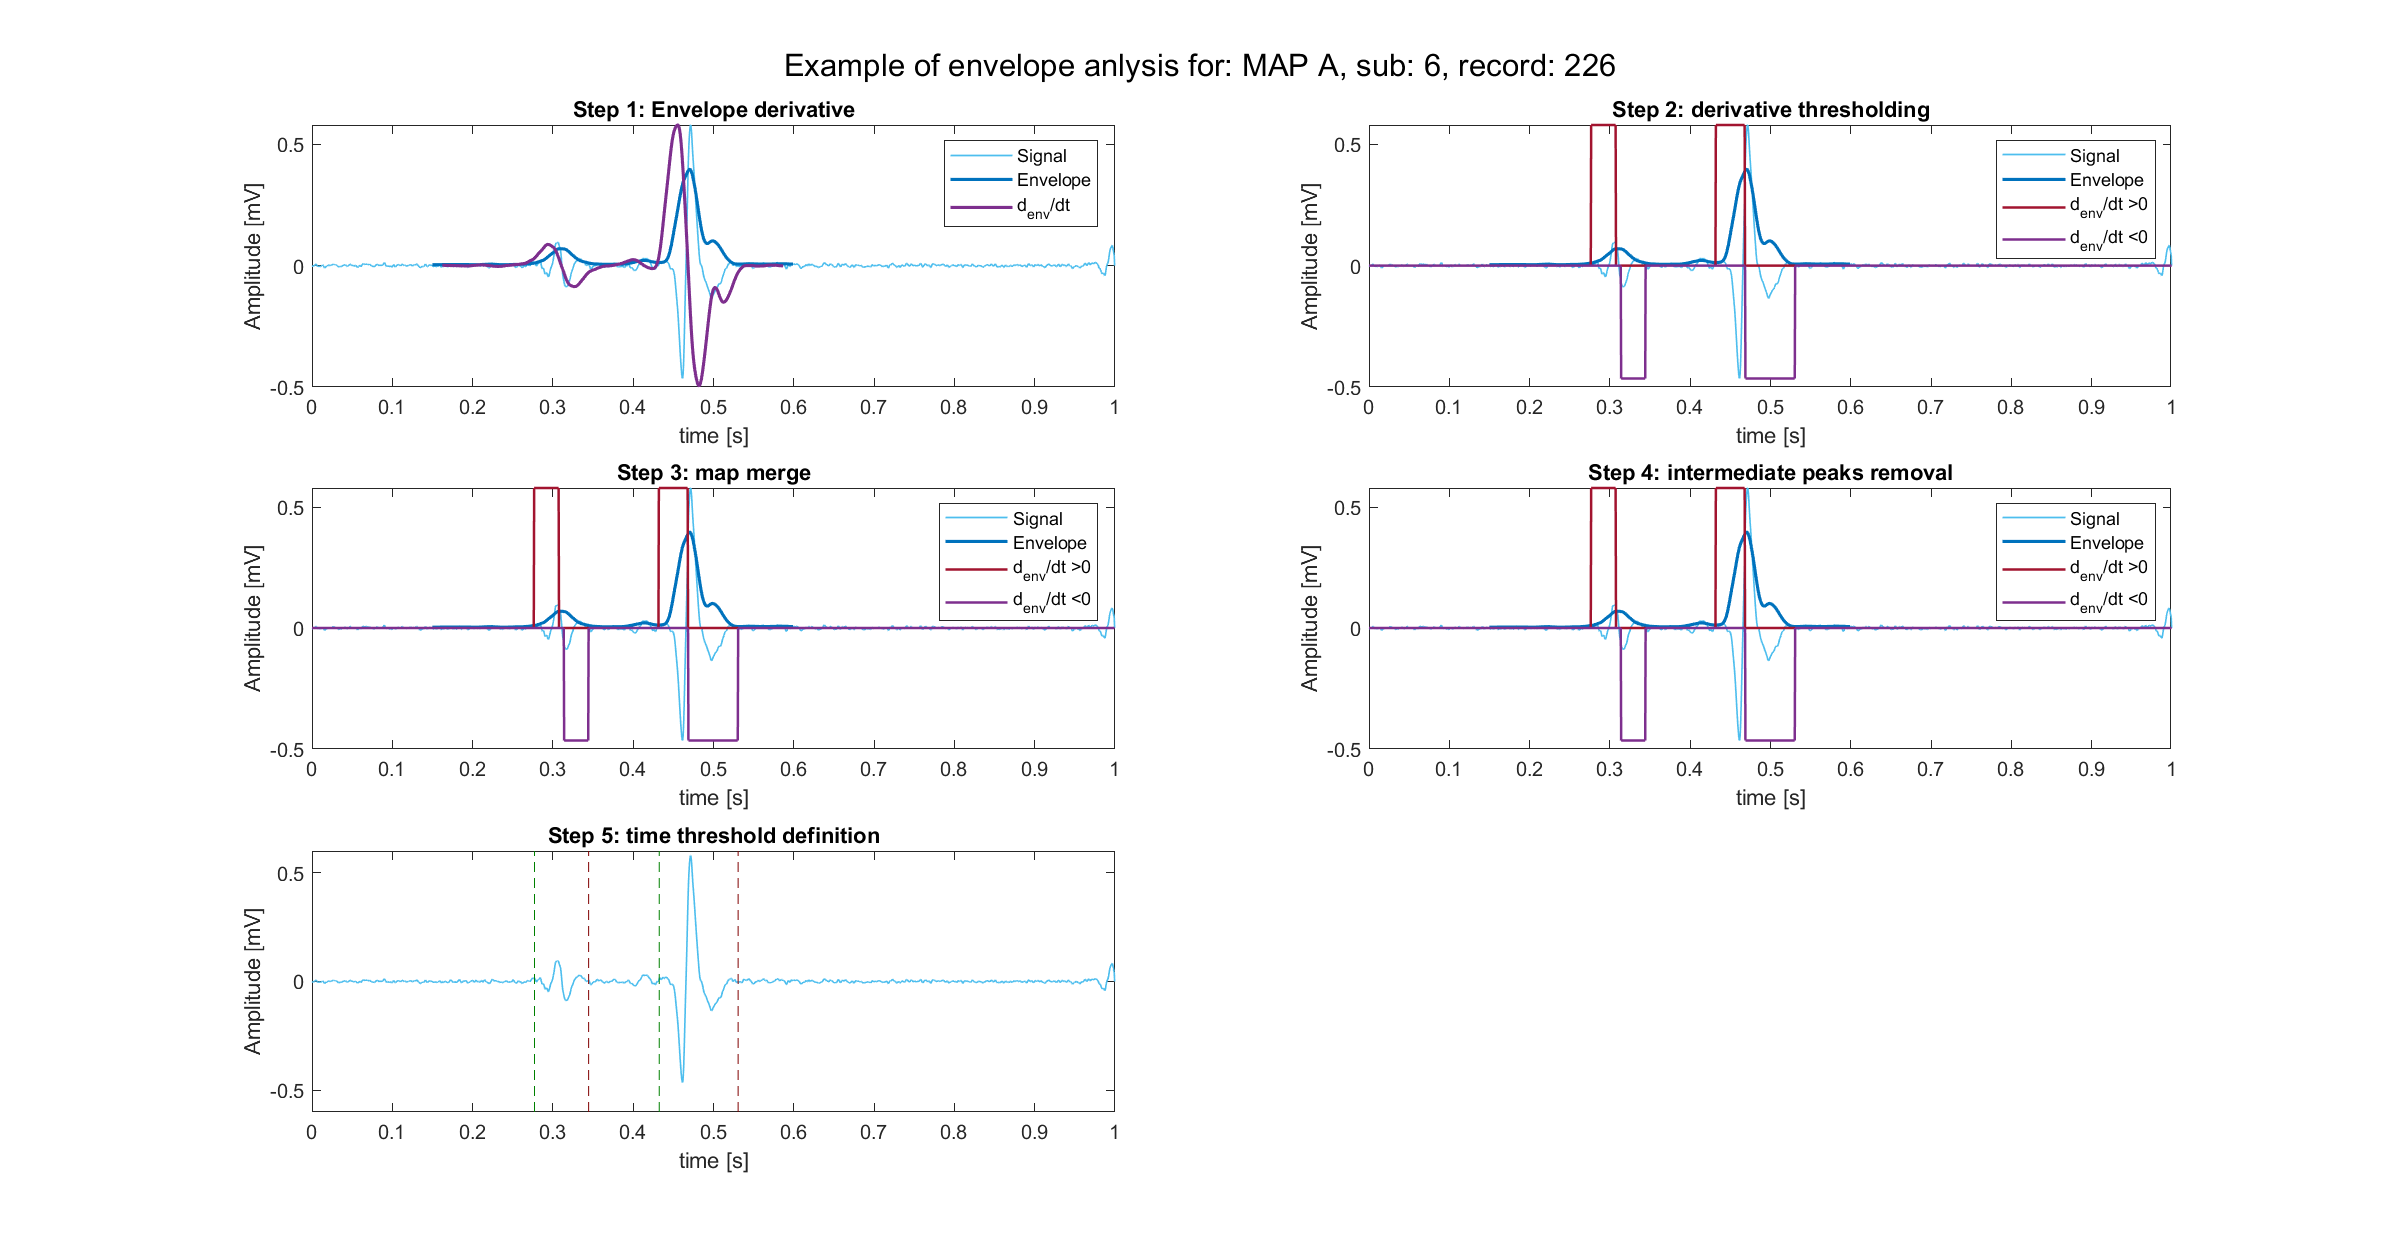 Example of envelope anlysis for: MAP A, sub: 6, record: 226
Step 1: Envelope derivative
0.5
0
-0.5
Amplitude [mV]
0 0.1 0.2 0.3 0.4 0.5 0.6 0.7 0.8 0.9 1
time [s]
Signal
Envelope
d_env/dt
Step 2: derivative thresholding
0.5
0
-0.5
Amplitude [mV]
0 0.1 0.2 0.3 0.4 0.5 0.6 0.7 0.8 0.9 1
time [s]
Signal
Envelope
d_env/dt >0
d_env/dt <0
Step 3: map merge
0.5
0
-0.5
Amplitude [mV]
0 0.1 0.2 0.3 0.4 0.5 0.6 0.7 0.8 0.9 1
time [s]
Signal
Envelope
d_env/dt >0
d_env/dt <0
Step 4: intermediate peaks removal
0.5
0
-0.5
Amplitude [mV]
0 0.1 0.2 0.3 0.4 0.5 0.6 0.7 0.8 0.9 1
time [s]
Signal
Envelope
d_env/dt >0
d_env/dt <0
Step 5: time threshold definition
0.5
0
-0.5
Amplitude [mV]
0 0.1 0.2 0.3 0.4 0.5 0.6 0.7 0.8 0.9 1
time [s]